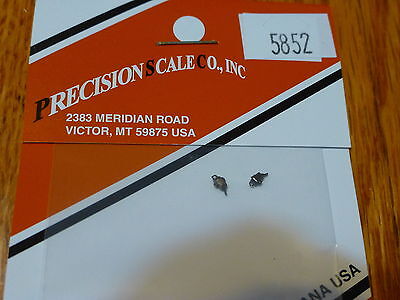 5852
PRECISION SCALE CO., INC
2383 MERIDIAN ROAD
VICTOR, MT 59875 USA
ANA USA